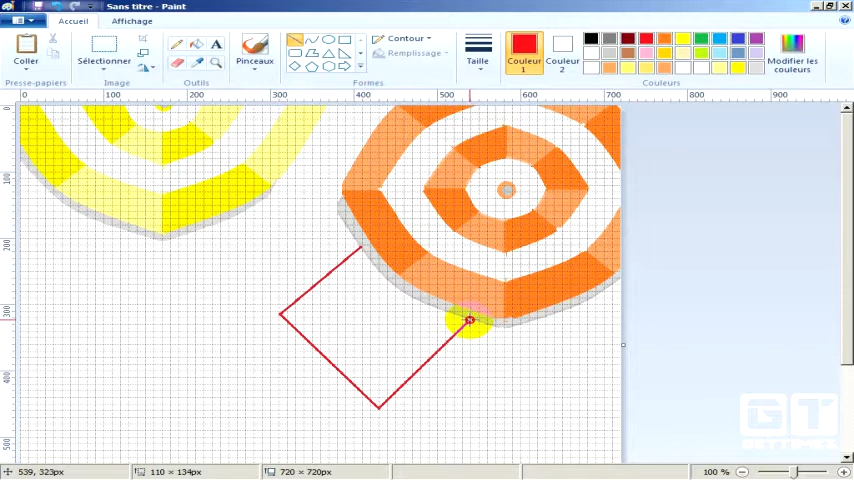 Sans titre - Paint
Accueil Affichage
Coller
Sélectionner
A
Pinceaux
Contour
Remplissage
Taille
Couleur 1
Couleur 2
Modifier les couleurs
Presse-papiers Image Outils Formes Couleurs
0 100 200 300 400 500 600 700 800 900
0
100
200
300
400
500
539, 323px 110 × 134px 720 × 720px 100 %
GT